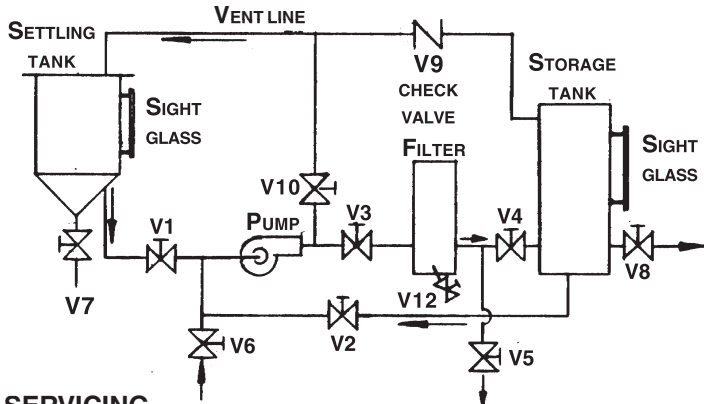 VENT LINE
SETTLING
TANK
SIGHT
GLASS
V9
CHECK
VALVE
STORAGE
TANK
SIGHT
GLASS
FILTER
V10
V1
PUMP
V3
V4
V8
V7
V12
V6
V2
V5
SERVICING